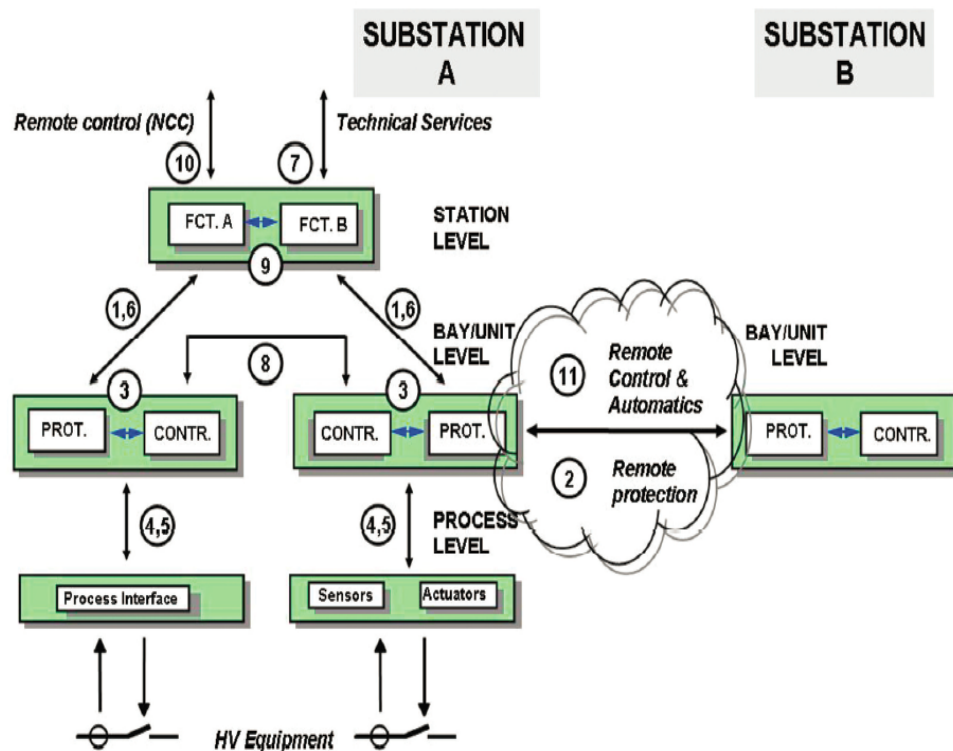 SUBSTATION
A
SUBSTATION
B
Remote control (NCC)
Technical Services
10
7
FCT. A
FCT. B
STATION
LEVEL
9
1,6
1,6
BAY/UNIT
LEVEL
BAY/UNIT
LEVEL
8
11
Remote
Control &
Automatics
3
3
PROT.
CONTR.
CONTR.
PROT.
PROT.
CONTR.
2
Remote
protection
4,5
4,5
PROCESS
LEVEL
Process Interface
Sensors
Actuators
HV Equipment